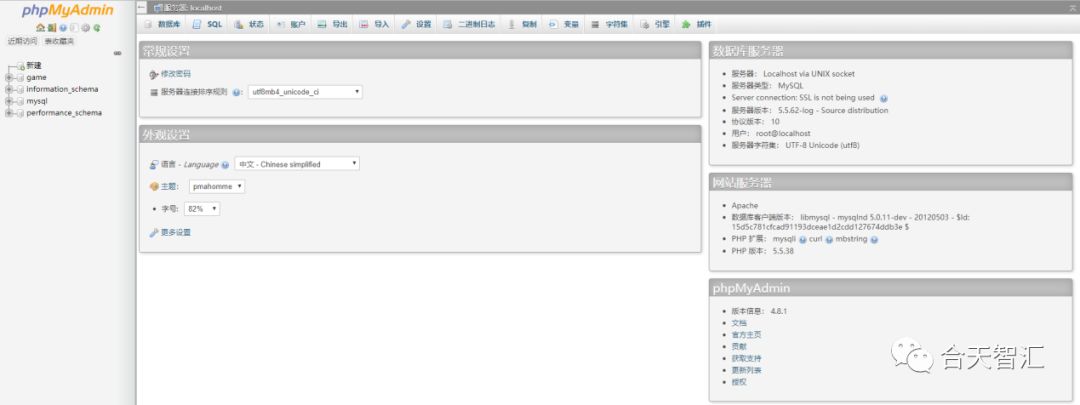 phpMyAdmin
近期访问 表收藏夹
新建
game
information_schema
mysql
performance_schema
服务器: localhost
数据库 SQL 状态 账户 导出 导入 设置 二进制日志 复制 变量 字符集 引擎 插件
常规设置
修改密码
服务器连接排序规则 : utf8mb4_unicode_ci
外观设置
语言 - Language 中文 - Chinese simplified
主题: pmahomme
字号: 82%
更多设置
数据库服务器
服务器: Localhost via UNIX socket
服务器类型: MySQL
Server connection: SSL is not being used
服务器版本: 5.5.62-log - Source distribution
协议版本: 10
用户: root@localhost
服务器字符集: UTF-8 Unicode (utf8)
网站服务器
Apache
数据库客户端版本: libmysql - mysqlnd 5.0.11-dev - 20120503 - $Id:
15d5c781cfcad91193dceae1d2cdd127674ddb3e $
PHP 扩展: mysqli curl mbstring
PHP 版本: 5.5.38
phpMyAdmin
版本信息: 4.8.1
文档
官方主页
贡献
获取支持
更新列表
授权
合天智汇